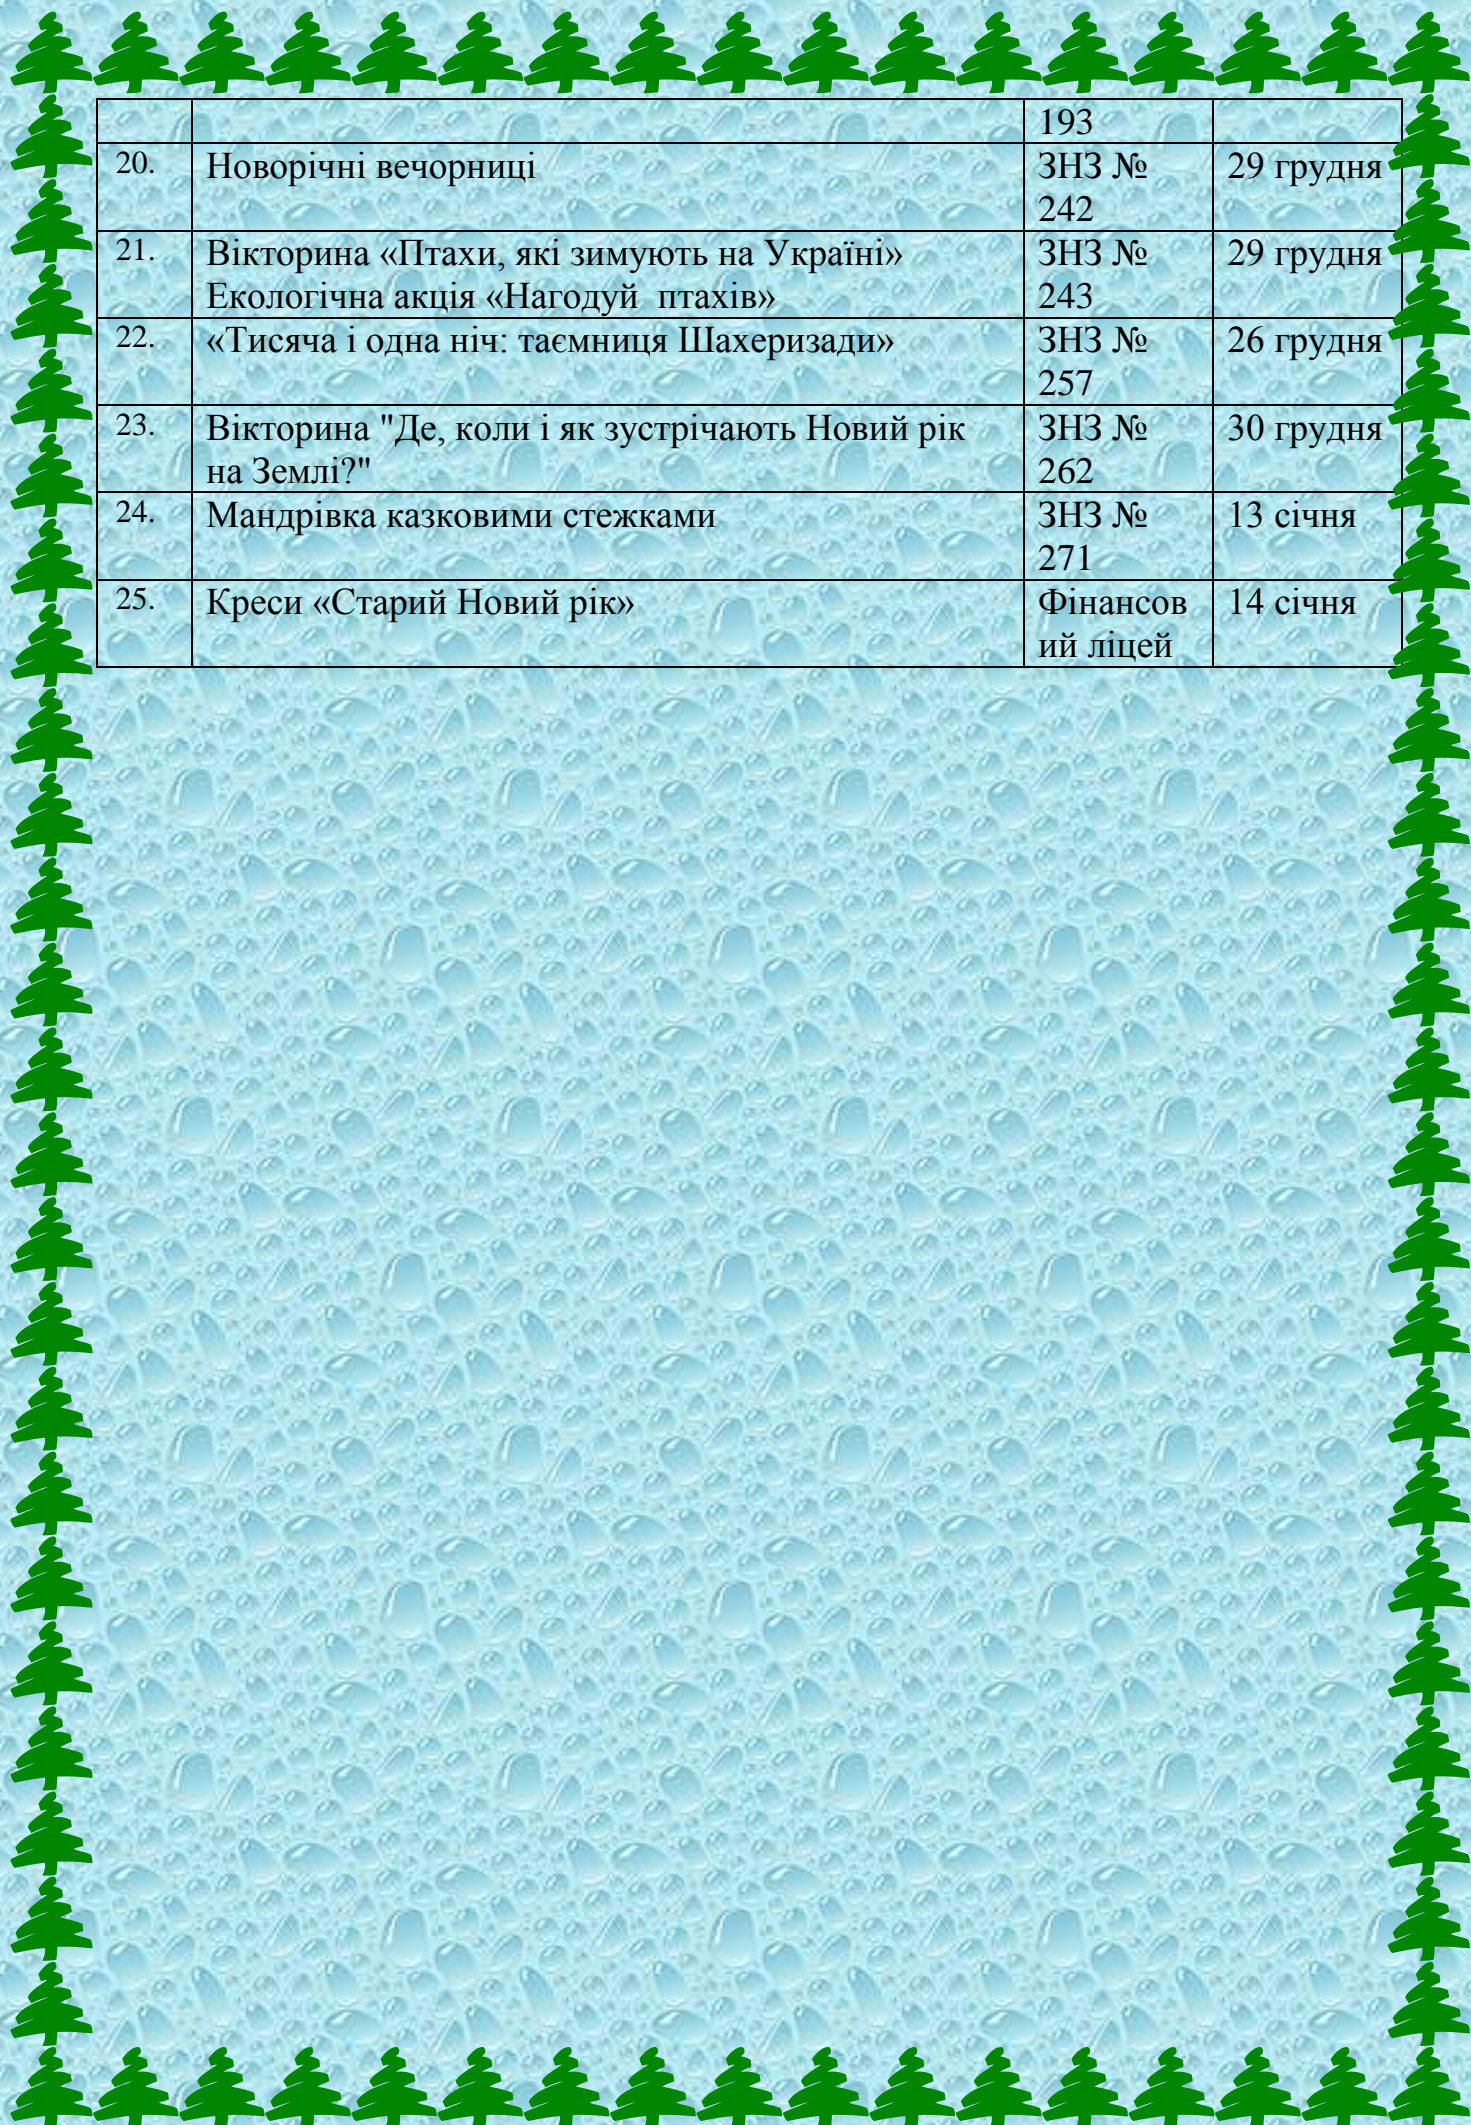 193
20. Новорічні вечорниці ЗНЗ № 29 грудня
242
21. Вікторина «Птахи, які зимують на Україні» ЗНЗ № 29 грудня
Екологічна акція «Нагодуй  птахів» 243
22. «Тисяча і одна ніч: таємниця Шахеризади» ЗНЗ № 26 грудня
257
23. Вікторина "Де, коли і як зустрічають Новий рік ЗНЗ № 30 грудня
на Землі?" 262
24. Мандрівка казковими стежками ЗНЗ № 13 січня
271
25. Креси «Старий Новий рік» Фінансов 14 січня
ий ліцей